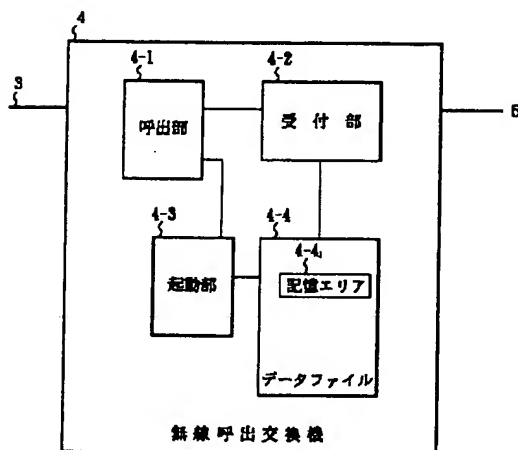 4
3
4-1
4-2
5
呼出部
受付部
4-3
4-4
4-4₁
起動部
記憶エリア
データファイル
無線呼出交換機